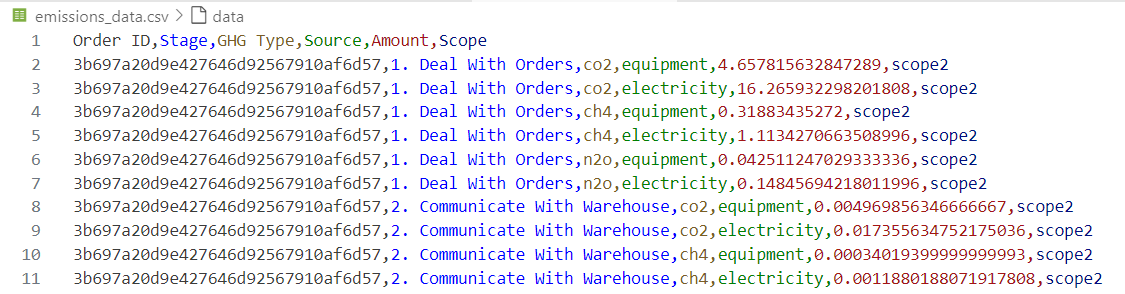 emissions_data.csv > data
1 Order ID,Stage,GHG Type,Source,Amount,Scope
2 3b697a20d9e427646d92567910af6d57,1. Deal With Orders,co2,equipment,4.657815632847289,scope2
3 3b697a20d9e427646d92567910af6d57,1. Deal With Orders,co2,electricity,16.265932298201808,scope2
4 3b697a20d9e427646d92567910af6d57,1. Deal With Orders,ch4,equipment,0.31883435272,scope2
5 3b697a20d9e427646d92567910af6d57,1. Deal With Orders,ch4,electricity,1.1134270663508996,scope2
6 3b697a20d9e427646d92567910af6d57,1. Deal With Orders,n2o,equipment,0.042511247029333336,scope2
7 3b697a20d9e427646d92567910af6d57,1. Deal With Orders,n2o,electricity,0.14845694218011996,scope2
8 3b697a20d9e427646d92567910af6d57,2. Communicate With Warehouse,co2,equipment,0.004969856346666667,scope2
9 3b697a20d9e427646d92567910af6d57,2. Communicate With Warehouse,co2,electricity,0.017355634752175036,scope2
10 3b697a20d9e427646d92567910af6d57,2. Communicate With Warehouse,ch4,equipment,0.00034019399999999993,scope2
11 3b697a20d9e427646d92567910af6d57,2. Communicate With Warehouse,ch4,electricity,0.0011880188071917808,scope2